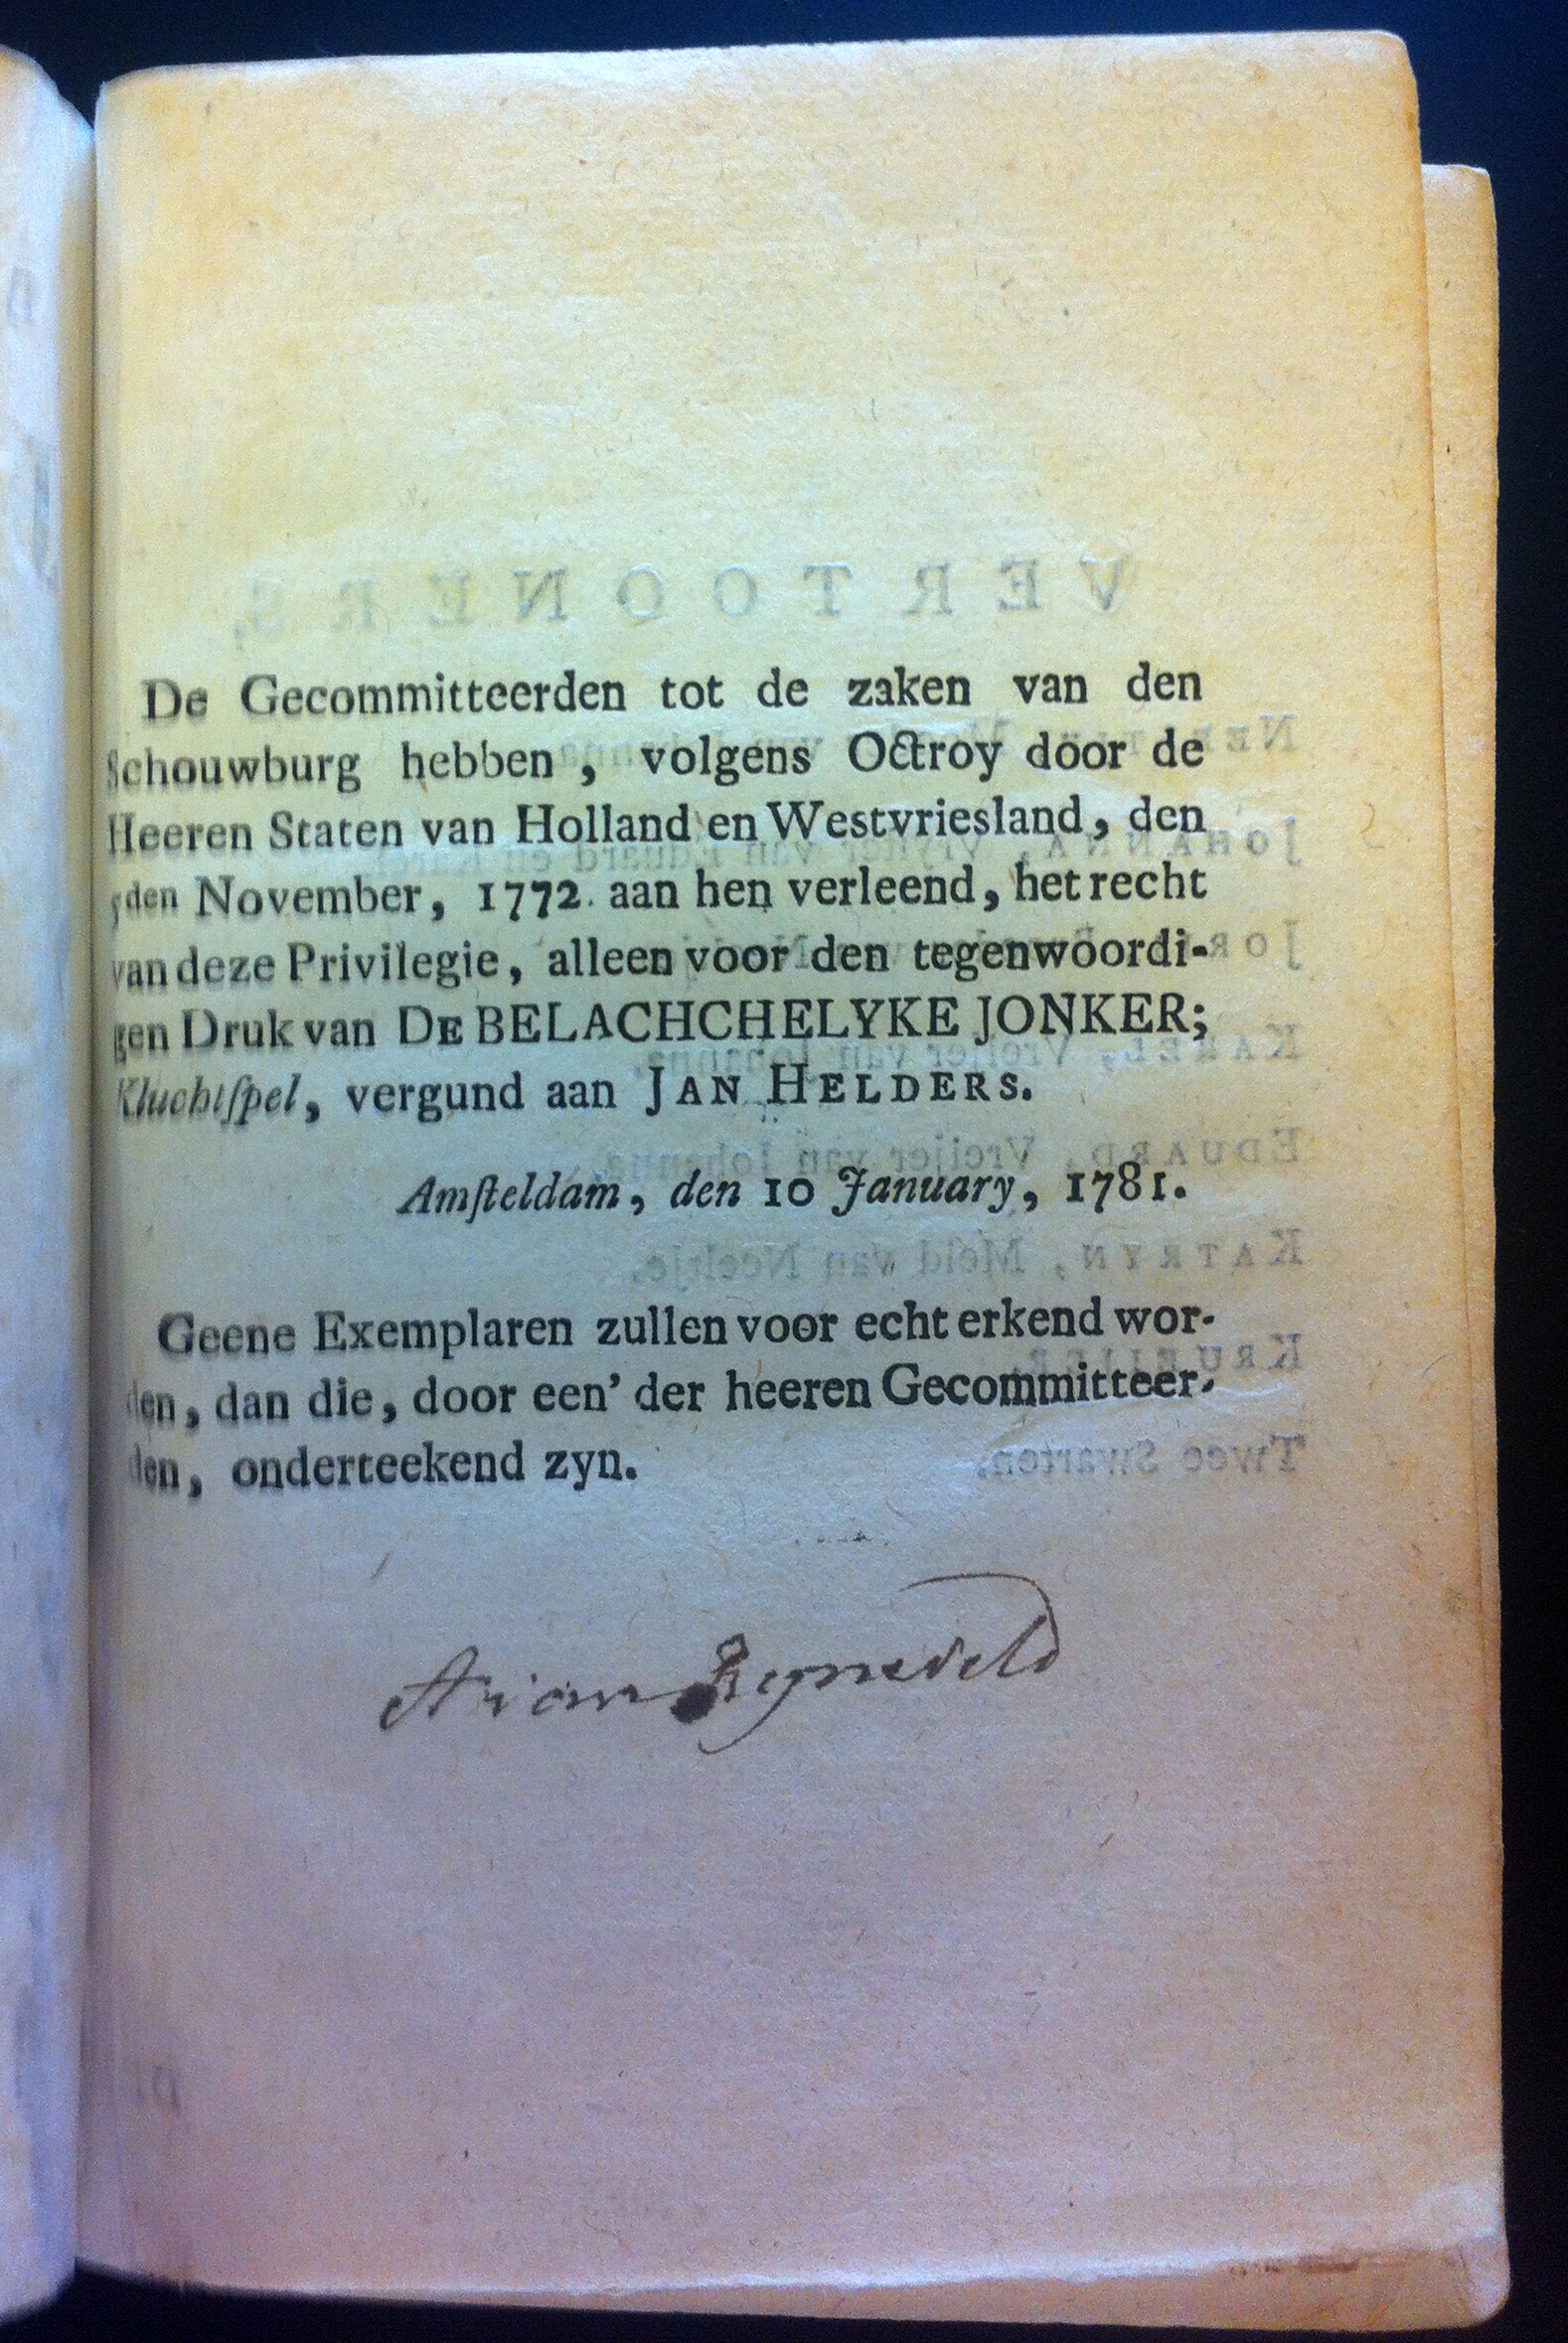 De Gecommitteerden tot de zaken van den
Schouwburg hebben, volgens Octroy door de
Heeren Staten van Holland en Westvriesland, den
November, 1772. aan hen verleend, het recht
van deze Privilegie, alleen voor den tegenwoordi-
gen Druk van DE BELACHCHELYKE JONKER;
Kluchtſpel, vergund aan JAN HELDERS.
Amſteldam, den 10 January, 1781.
Geene Exemplaren zullen voor echt erkend wor-
den, dan die, door een' der heeren Gecommitteer-
den, onderteekend zyn.